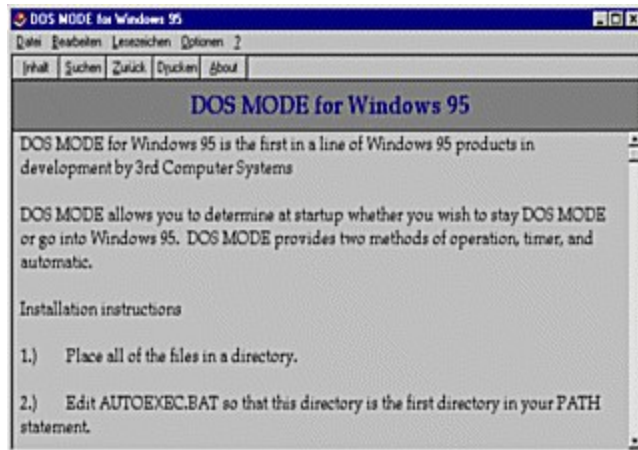 DOS MODE for Windows 95
Datei Bearbeiten Lesezeichen Optionen ?
Inhalt Suchen Zurück Drucken About
DOS MODE for Windows 95
DOS MODE for Windows 95 is the first in a line of Windows 95 products in
development by 3rd Computer Systems
DOS MODE allows you to determine at startup whether you wish to stay DOS MODE
or go into Windows 95. DOS MODE provides two methods of operation, timer, and
automatic.
Installation instructions
1.) Place all of the files in a directory.
2.) Edit AUTOEXEC.BAT so that this directory is the first directory in your PATH
statement.